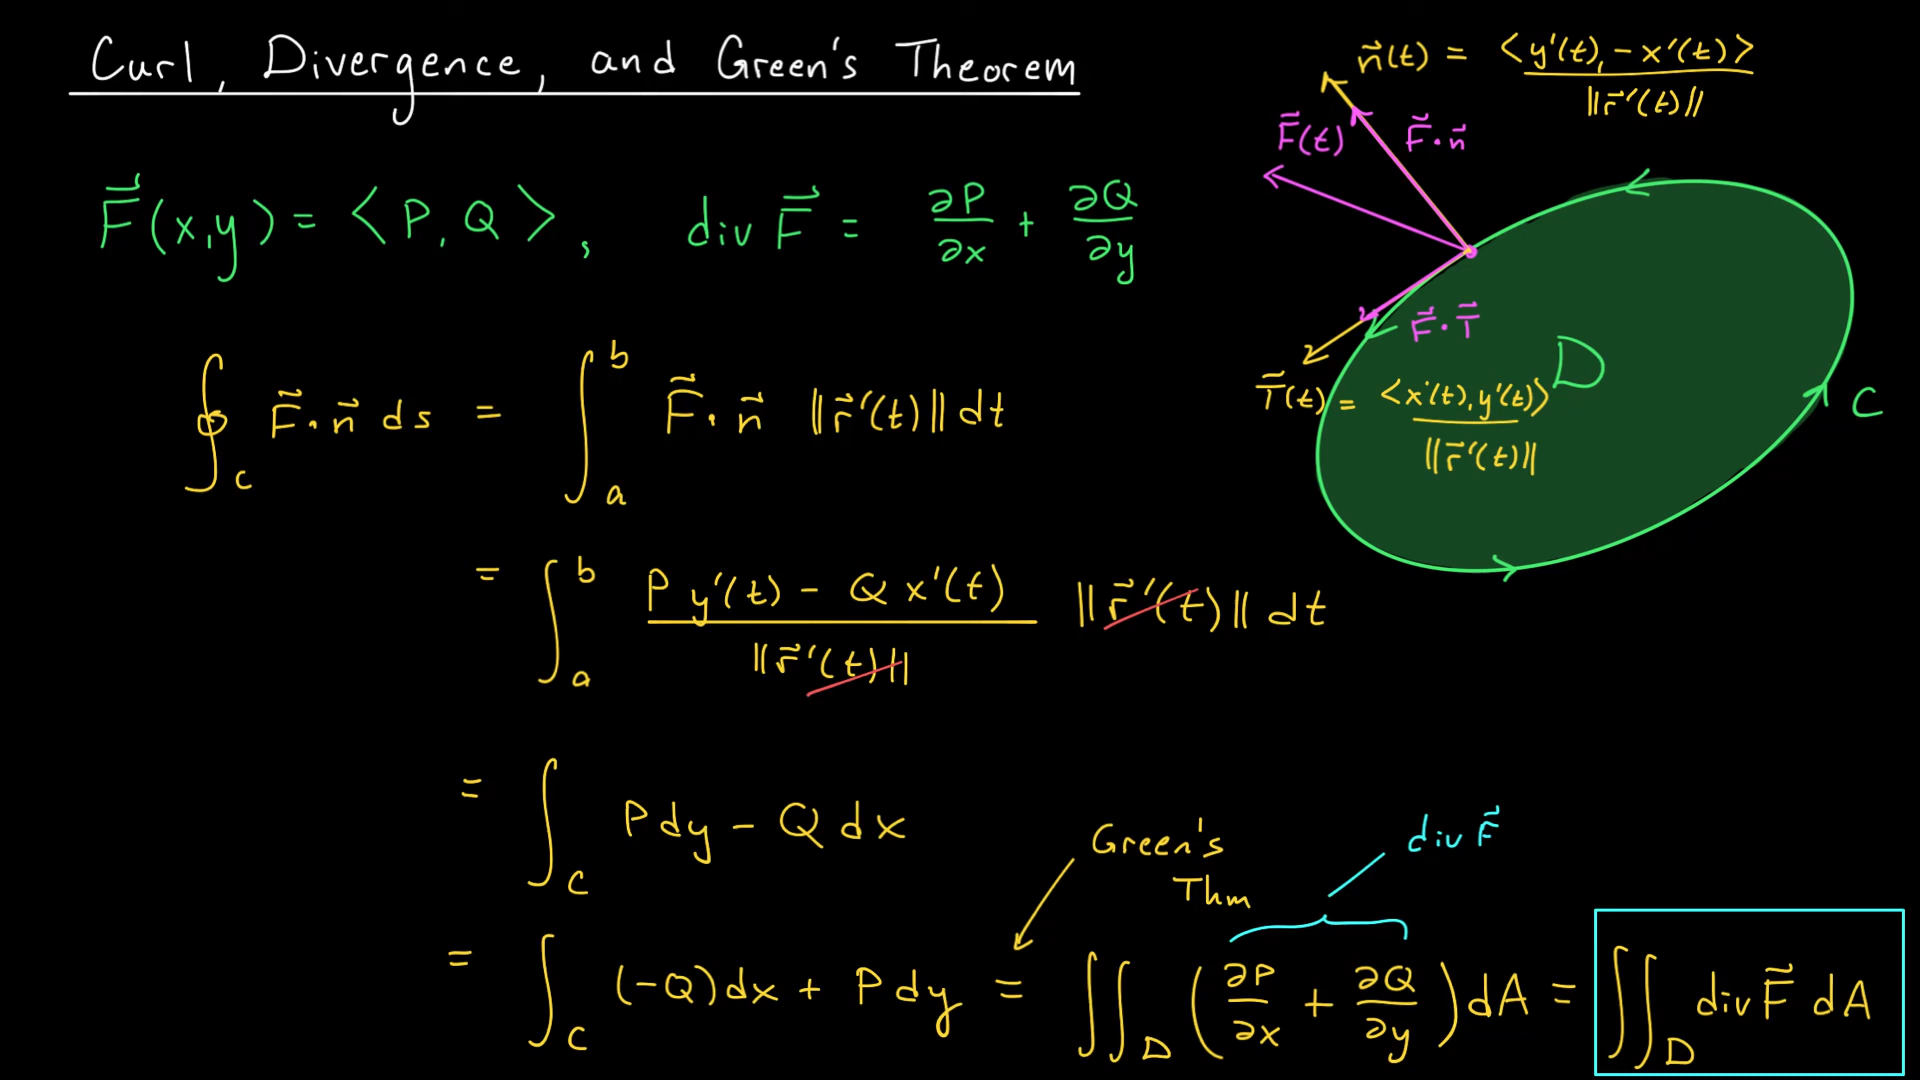 Curl, Divergence, and Green's Theorem
n⃗(t) = <y'(t), -x'(t)> / ||r⃗'(t)||
F⃗(t)
F⃗·n⃗
F⃗(x,y) = <P, Q>, div F⃗ = ∂P/∂x + ∂Q/∂y
F⃗·T⃗
D
T⃗(t) = <x'(t), y'(t)> / ||r⃗'(t)||
C
∮_C F⃗·n⃗ ds = ∫_a^b F⃗·n⃗ ||r⃗'(t)|| dt
= ∫_a^b (P y'(t) - Q x'(t)) / ||r⃗'(t)|| ||r⃗'(t)|| dt
= ∫_C P dy - Q dx
Green's
Thm
div F⃗
= ∫_C (-Q)dx + P dy = ∬_D (∂P/∂x + ∂Q/∂y) dA = ∬_D div F⃗ dA